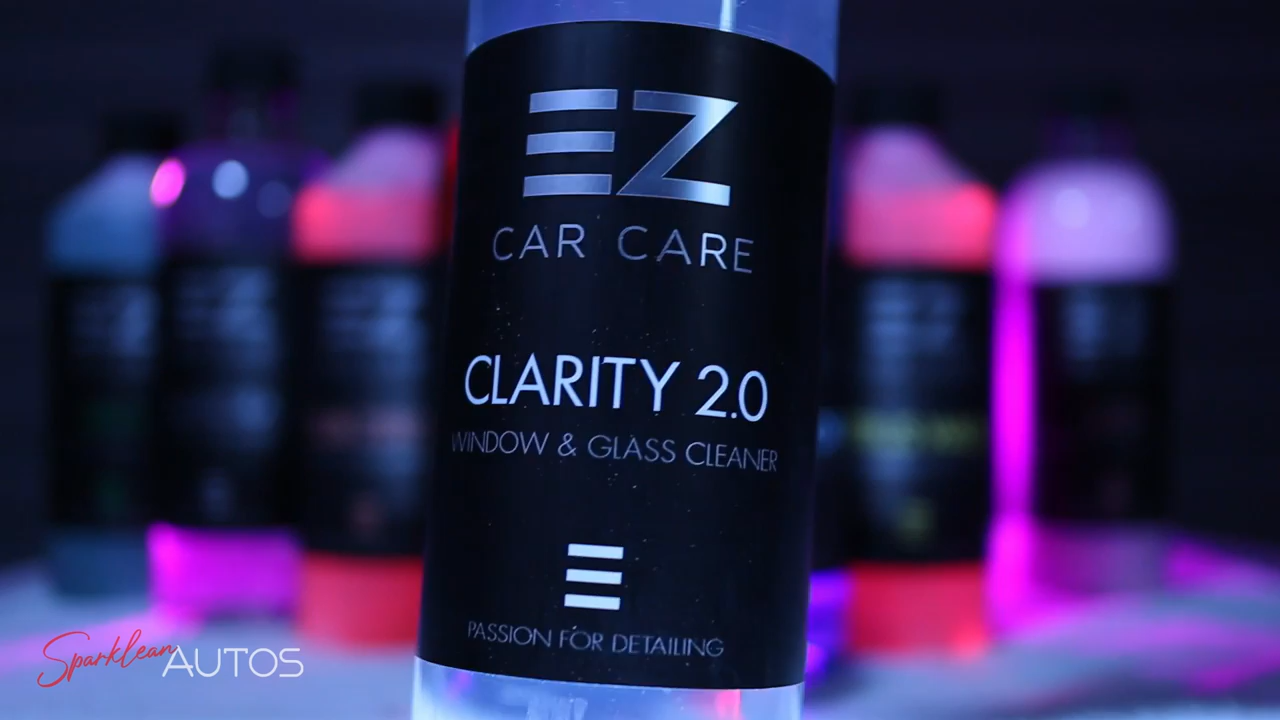 EZ
CAR CARE
CLARITY 2.0
WINDOW & GLASS CLEANER
PASSION FOR DETAILING
Sparklean AUTOS